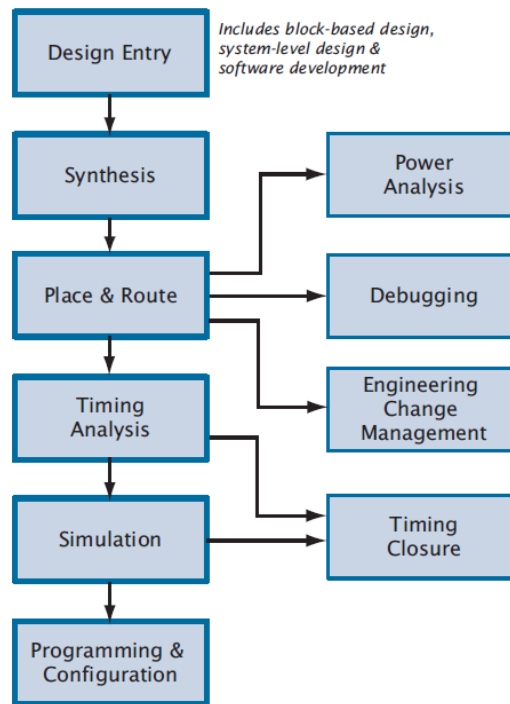 Design Entry
Includes block-based design,
system-level design &
software development
Synthesis
Power
Analysis
Place & Route
Debugging
Timing
Analysis
Engineering
Change
Management
Simulation
Timing
Closure
Programming &
Configuration